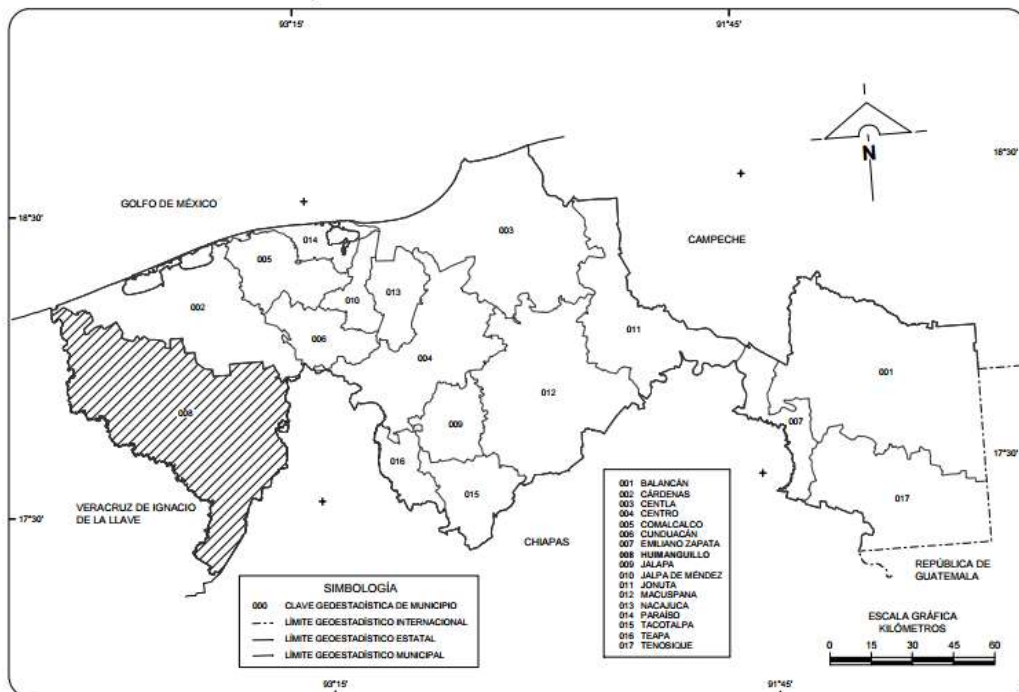 93°15'
91°45'
18°30'
N
GOLFO DE MÉXICO
18°30'
CAMPECHE
003
014
005
002
010
013
006
011
004
001
012
008
009
007
016
17°30'
015
017
VERACRUZ DE IGNACIO
DE LA LLAVE
17°30'
CHIAPAS
REPÚBLICA DE
GUATEMALA
001 BALANCÁN
002 CÁRDENAS
003 CENTLA
004 CENTRO
005 COMALCALCO
006 CUNDUACÁN
007 EMILIANO ZAPATA
008 HUIMANGUILLO
009 JALAPA
010 JALPA DE MÉNDEZ
011 JONUTA
012 MACUSPANA
013 NACAJUCA
014 PARAÍSO
015 TACOTALPA
016 TEAPA
017 TENOSIQUE
SIMBOLOGÍA
000 CLAVE GEOESTADÍSTICA DE MUNICIPIO
LÍMITE GEOESTADÍSTICO INTERNACIONAL
LÍMITE GEOESTADÍSTICO ESTATAL
LÍMITE GEOESTADÍSTICO MUNICIPAL
ESCALA GRÁFICA
KILÓMETROS
0 15 30 45 60
93°15'
91°45'